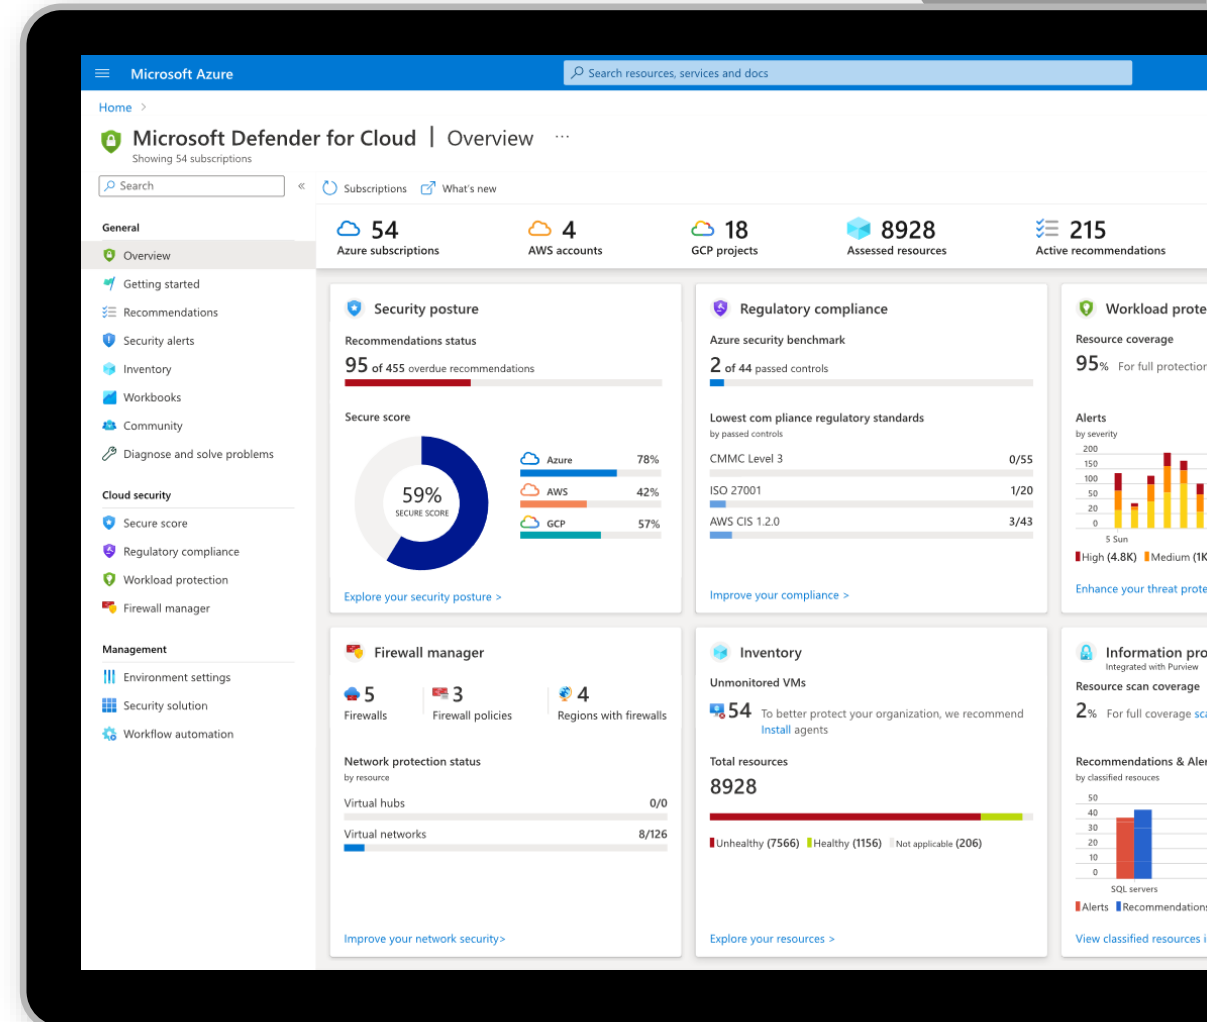 Microsoft Azure
Search resources, services and docs
Home >
Microsoft Defender for Cloud | Overview ...
Showing 54 subscriptions
Search «
Subscriptions What's new
General
Overview
Getting started
Recommendations
Security alerts
Inventory
Workbooks
Community
Diagnose and solve problems
Cloud security
Secure score
Regulatory compliance
Workload protection
Firewall manager
Management
Environment settings
Security solution
Workflow automation
54
Azure subscriptions
4
AWS accounts
18
GCP projects
8928
Assessed resources
215
Active recommendations
Security posture
Recommendations status
95 of 455 overdue recommendations
Secure score
59%
SECURE SCORE
Azure 78%
AWS 42%
GCP 57%
Explore your security posture >
Regulatory compliance
Azure security benchmark
2 of 44 passed controls
Lowest com pliance regulatory standards
by passed controls
CMMC Level 3 0/55
ISO 27001 1/20
AWS CIS 1.2.0 3/43
Improve your compliance >
Workload prote
Resource coverage
95% For full protection
Alerts
by severity
200
150
100
50
20
0
5 Sun
High (4.8K) Medium (1K
Enhance your threat prote
Firewall manager
5
Firewalls
3
Firewall policies
4
Regions with firewalls
Network protection status
by resource
Virtual hubs 0/0
Virtual networks 8/126
Improve your network security>
Inventory
Unmonitored VMs
54 To better protect your organization, we recommend
Install agents
Total resources
8928
Unhealthy (7566) Healthy (1156) Not applicable (206)
Explore your resources >
Information pro
Integrated with Purview
Resource scan coverage
2% For full coverage sca
Recommendations & Aler
by classified resouces
50
40
30
20
10
0
SQL servers
Alerts Recommendations
View classified resources i